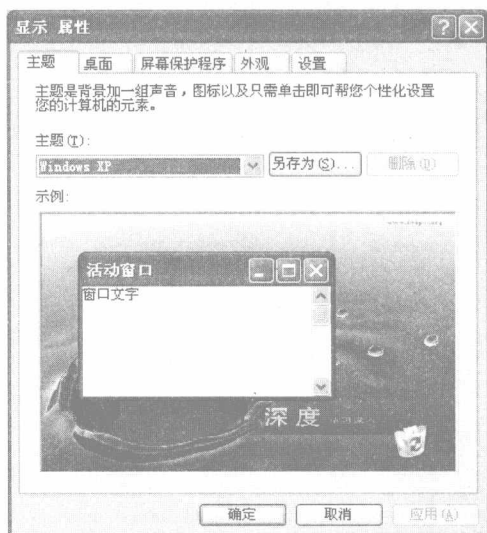 显示 属性
主题 桌面 屏幕保护程序 外观 设置
主题是背景加一组声音，图标以及只需单击即可帮您个性化设置
您的计算机的元素。
主题(T):
Windows XP 另存为(S)... 删除(D)
示例:
活动窗口
窗口文字
深度
确定 取消 应用(A)